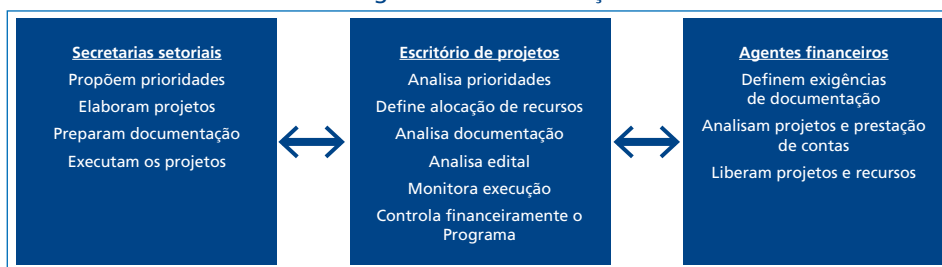 Secretarias setoriais
Propõem prioridades
Elaboram projetos
Preparam documentação
Executam os projetos
Escritório de projetos
Analisa prioridades
Define alocação de recursos
Analisa documentação
Analisa edital
Monitora execução
Controla financeiramente o
Programa
Agentes financeiros
Definem exigências
de documentação
Analisam projetos e prestação
de contas
Liberam projetos e recursos